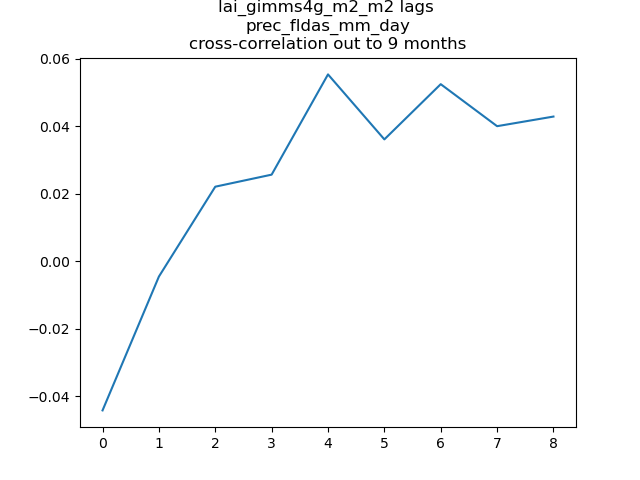 lai_gimms4g_m2_m2 lags
prec_fldas_mm_day
cross-correlation out to 9 months
0.06
0.04
0.02
0.00
−0.02
−0.04
0 1 2 3 4 5 6 7 8